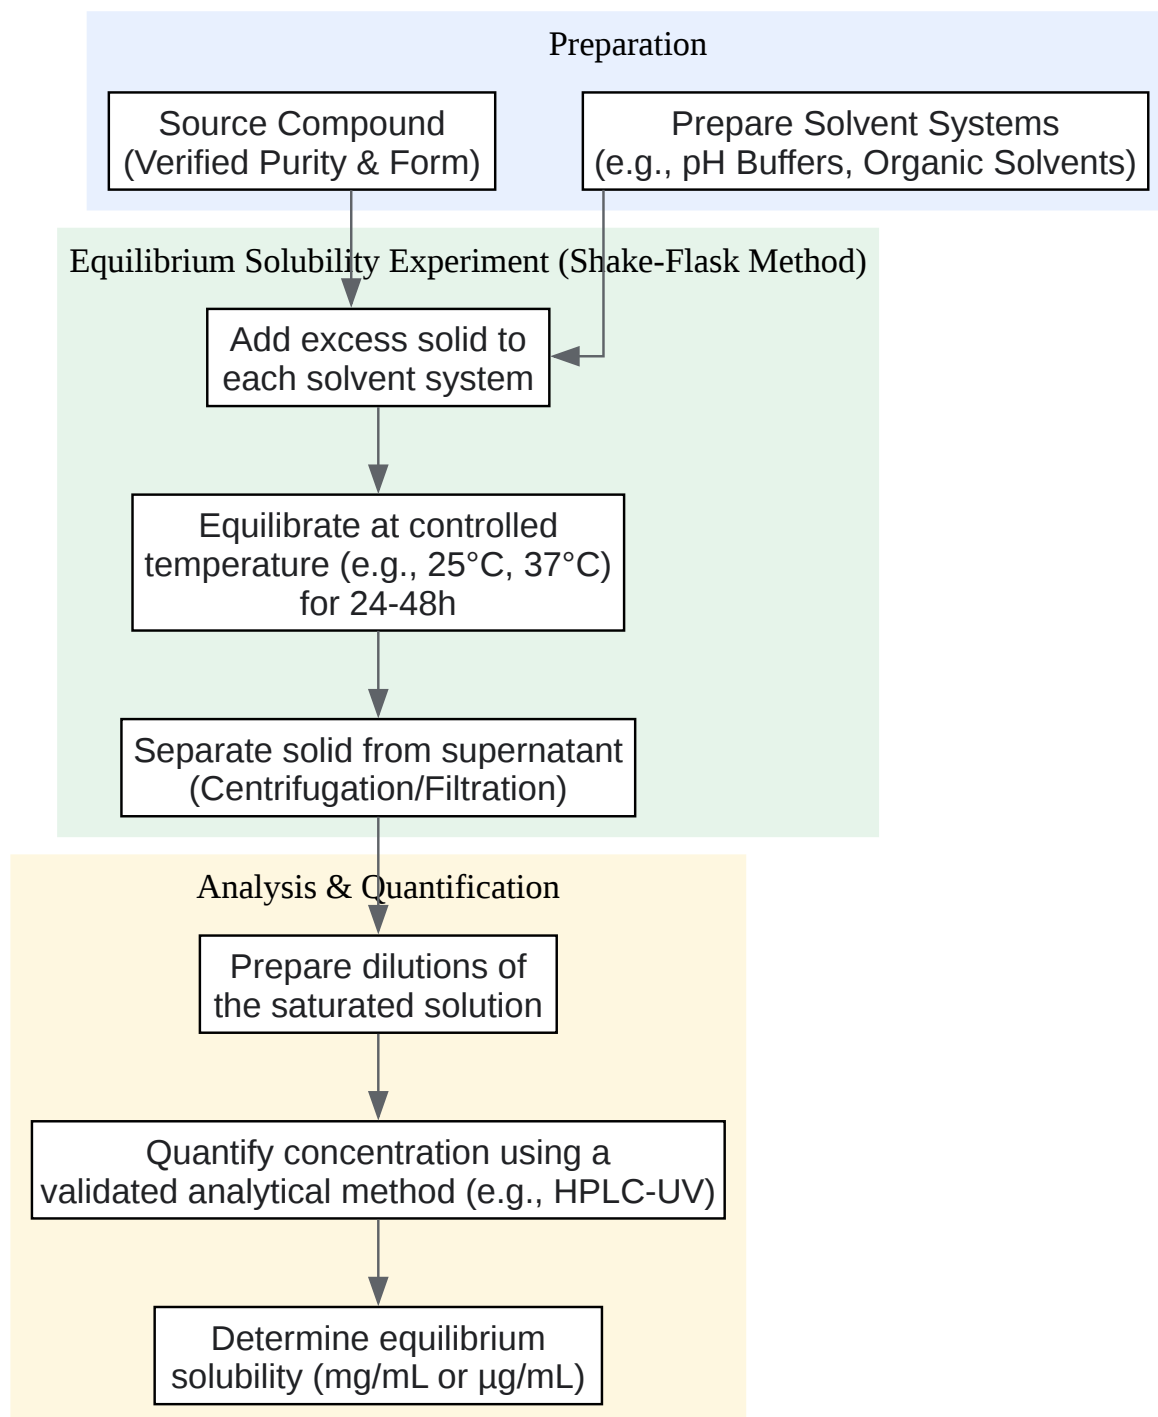 Preparation
Source Compound
(Verified Purity & Form)
Prepare Solvent Systems
(e.g., pH Buffers, Organic Solvents)
Equilibrium Solubility Experiment (Shake-Flask Method)
Add excess solid to
each solvent system
Equilibrate at controlled
temperature (e.g., 25°C, 37°C)
for 24-48h
Separate solid from supernatant
(Centrifugation/Filtration)
Analysis & Quantification
Prepare dilutions of
the saturated solution
Quantify concentration using a
validated analytical method (e.g., HPLC-UV)
Determine equilibrium
solubility (mg/mL or µg/mL)